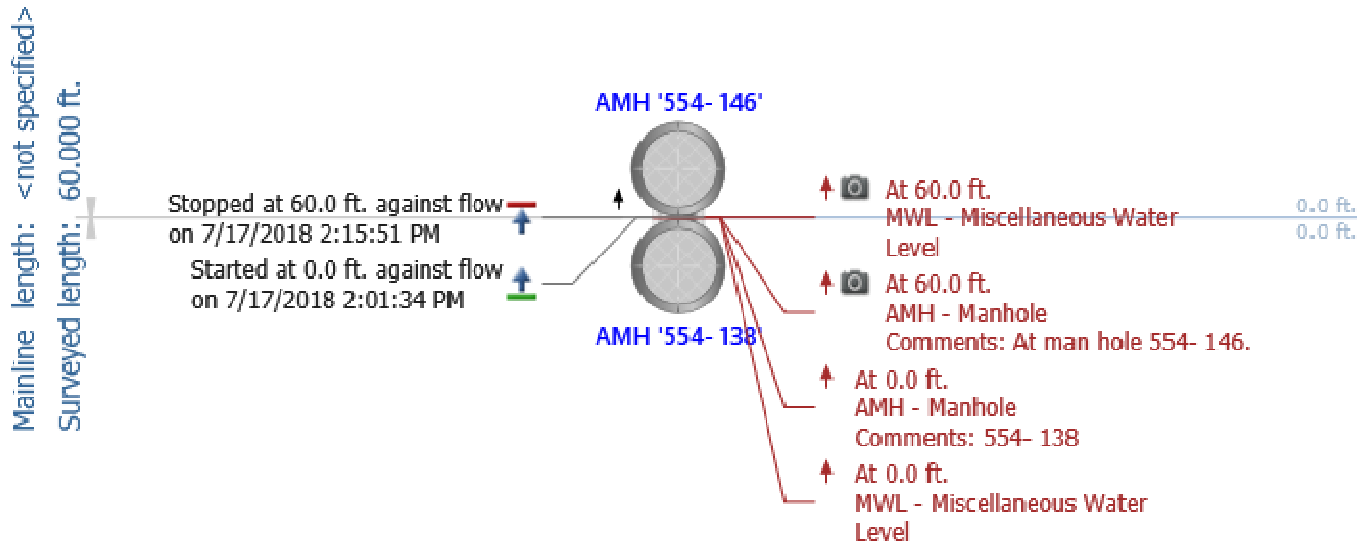 Mainline length: <not specified>
Surveyed length: 60.000 ft.
AMH '554- 146'
Stopped at 60.0 ft. against flow
on 7/17/2018 2:15:51 PM
Started at 0.0 ft. against flow
on 7/17/2018 2:01:34 PM
AMH '554- 138'
At 60.0 ft.
MWL - Miscellaneous Water
Level
At 60.0 ft.
AMH - Manhole
Comments: At man hole 554- 146.
At 0.0 ft.
AMH - Manhole
Comments: 554- 138
At 0.0 ft.
MWL - Miscellaneous Water
Level
0.0 ft.
0.0 ft.